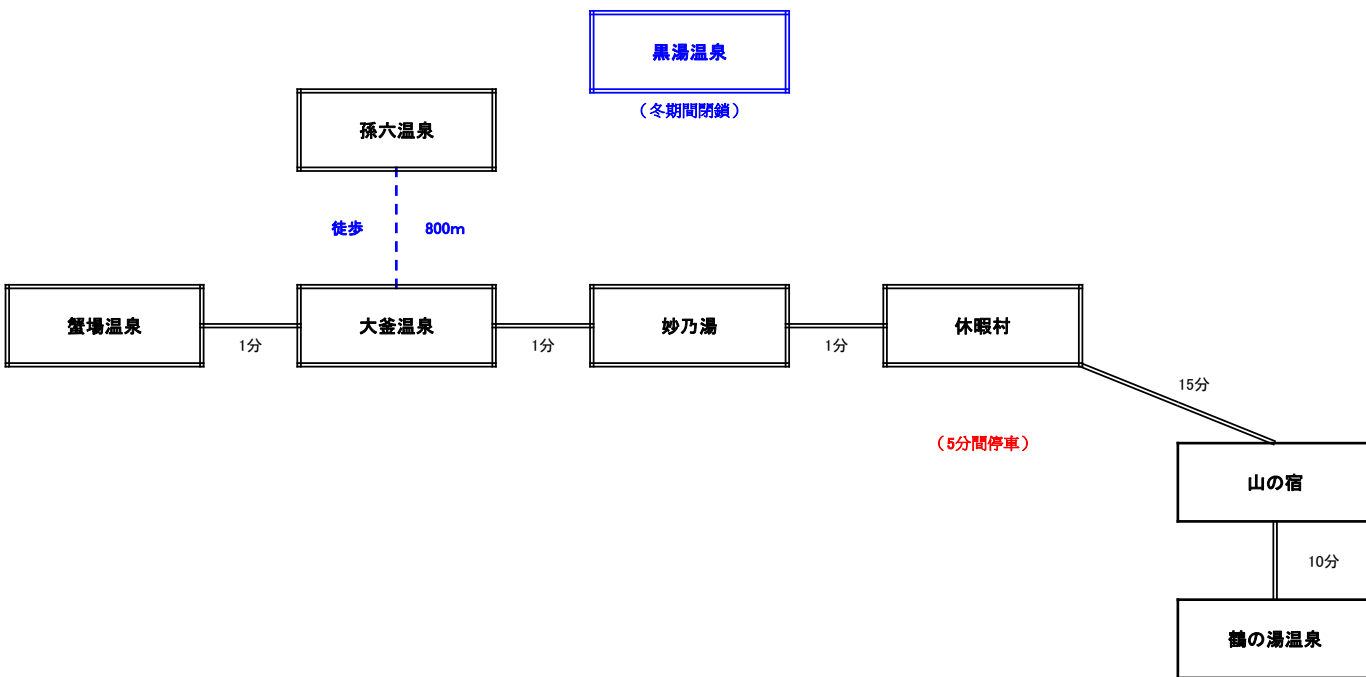 黒湯温泉
（冬期間閉鎖）
孫六温泉
徒歩 800m
蟹場温泉
大釜温泉
妙乃湯
休暇村
1分
1分
1分
15分
（5分間停車）
山の宿
10分
鶴の湯温泉